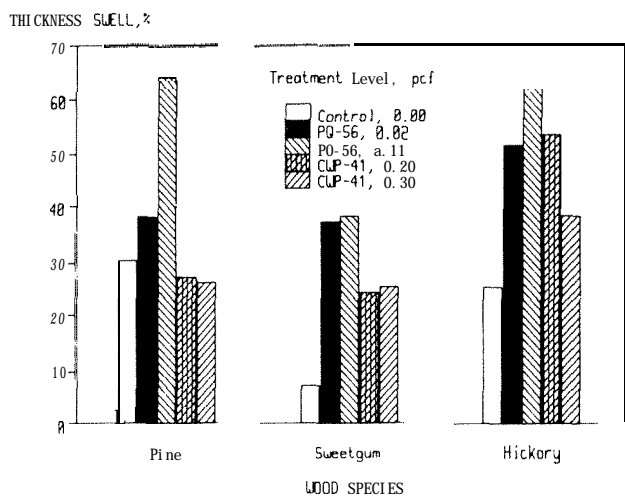 THICKNESS SWELL,%
70
60
50
40
30
20
10
0
Treatment Level, pcf
Control, 0.00
PQ-56, 0.02
PO-56, a.11
CWP-41, 0.20
CWP-41, 0.30
Pine Sweetgum Hickory
WOOD SPECIES